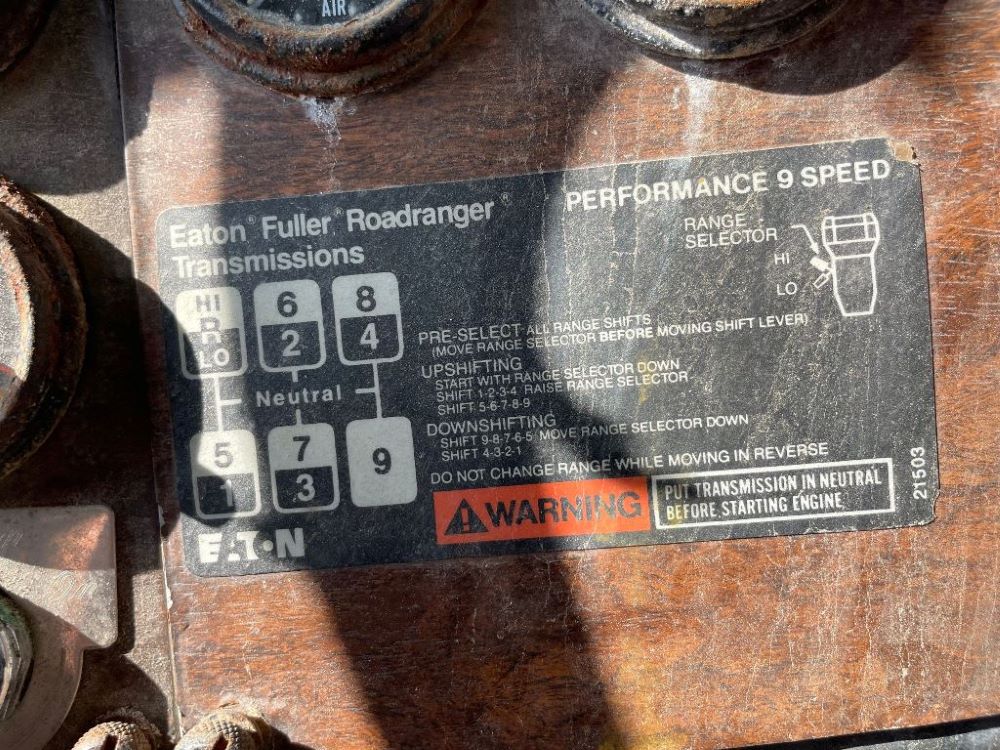 AIR
Eaton® Fuller® Roadranger®
Transmissions
PERFORMANCE 9 SPEED
RANGE
SELECTOR
HI
LO
HI
R
LO
6
2
8
4
Neutral
5
1
7
3
9
PRE-SELECT ALL RANGE SHIFTS
(MOVE RANGE SELECTOR BEFORE MOVING SHIFT LEVER)
UPSHIFTING
START WITH RANGE SELECTOR DOWN
SHIFT 1-2-3-4 RAISE RANGE SELECTOR
SHIFT 5-6-7-8-9
DOWNSHIFTING
SHIFT 9-8-7-6-5 MOVE RANGE SELECTOR DOWN
SHIFT 4-3-2-1
DO NOT CHANGE RANGE WHILE MOVING IN REVERSE
WARNING
PUT TRANSMISSION IN NEUTRAL
BEFORE STARTING ENGINE
21503
EATON